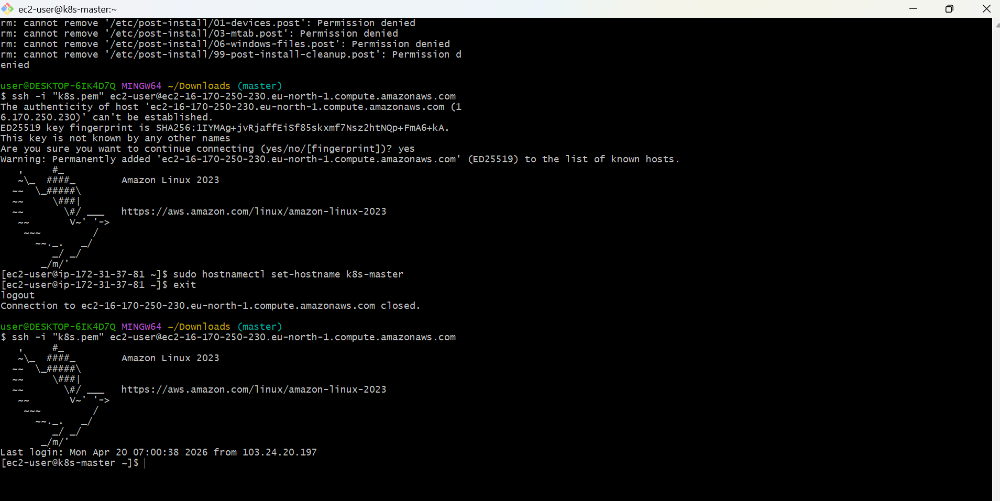 ec2-user@k8s-master:~
rm: cannot remove '/etc/post-install/01-devices.post': Permission denied
rm: cannot remove '/etc/post-install/03-mtab.post': Permission denied
rm: cannot remove '/etc/post-install/06-windows-files.post': Permission denied
rm: cannot remove '/etc/post-install/99-post-install-cleanup.post': Permission d
enied

user@DESKTOP-6IK4D7Q MINGW64 ~/Downloads (master)
$ ssh -i "k8s.pem" ec2-user@ec2-16-170-250-230.eu-north-1.compute.amazonaws.com
The authenticity of host 'ec2-16-170-250-230.eu-north-1.compute.amazonaws.com (1
6.170.250.230)' can't be established.
ED25519 key fingerprint is SHA256:1IYMAg+jvRjaffEiSf85skxmf7Nsz2htNQp+FmA6+kA.
This key is not known by any other names
Are you sure you want to continue connecting (yes/no/[fingerprint])? yes
Warning: Permanently added 'ec2-16-170-250-230.eu-north-1.compute.amazonaws.com' (ED25519) to the list of known hosts.
   ,     #_
   ~\_  ####_        Amazon Linux 2023
  ~~  \_#####\
  ~~     \###|
  ~~       \#/ ___   https://aws.amazon.com/linux/amazon-linux-2023
   ~~       V~' '->
    ~~~         /
      ~~._.   _/
         _/ _/
       _/m/'
[ec2-user@ip-172-31-37-81 ~]$ sudo hostnamectl set-hostname k8s-master
[ec2-user@ip-172-31-37-81 ~]$ exit
logout
Connection to ec2-16-170-250-230.eu-north-1.compute.amazonaws.com closed.

user@DESKTOP-6IK4D7Q MINGW64 ~/Downloads (master)
$ ssh -i "k8s.pem" ec2-user@ec2-16-170-250-230.eu-north-1.compute.amazonaws.com
   ,     #_
   ~\_  ####_        Amazon Linux 2023
  ~~  \_#####\
  ~~     \###|
  ~~       \#/ ___   https://aws.amazon.com/linux/amazon-linux-2023
   ~~       V~' '->
    ~~~         /
      ~~._.   _/
         _/ _/
       _/m/'
Last login: Mon Apr 20 07:00:38 2026 from 103.24.20.197
[ec2-user@k8s-master ~]$